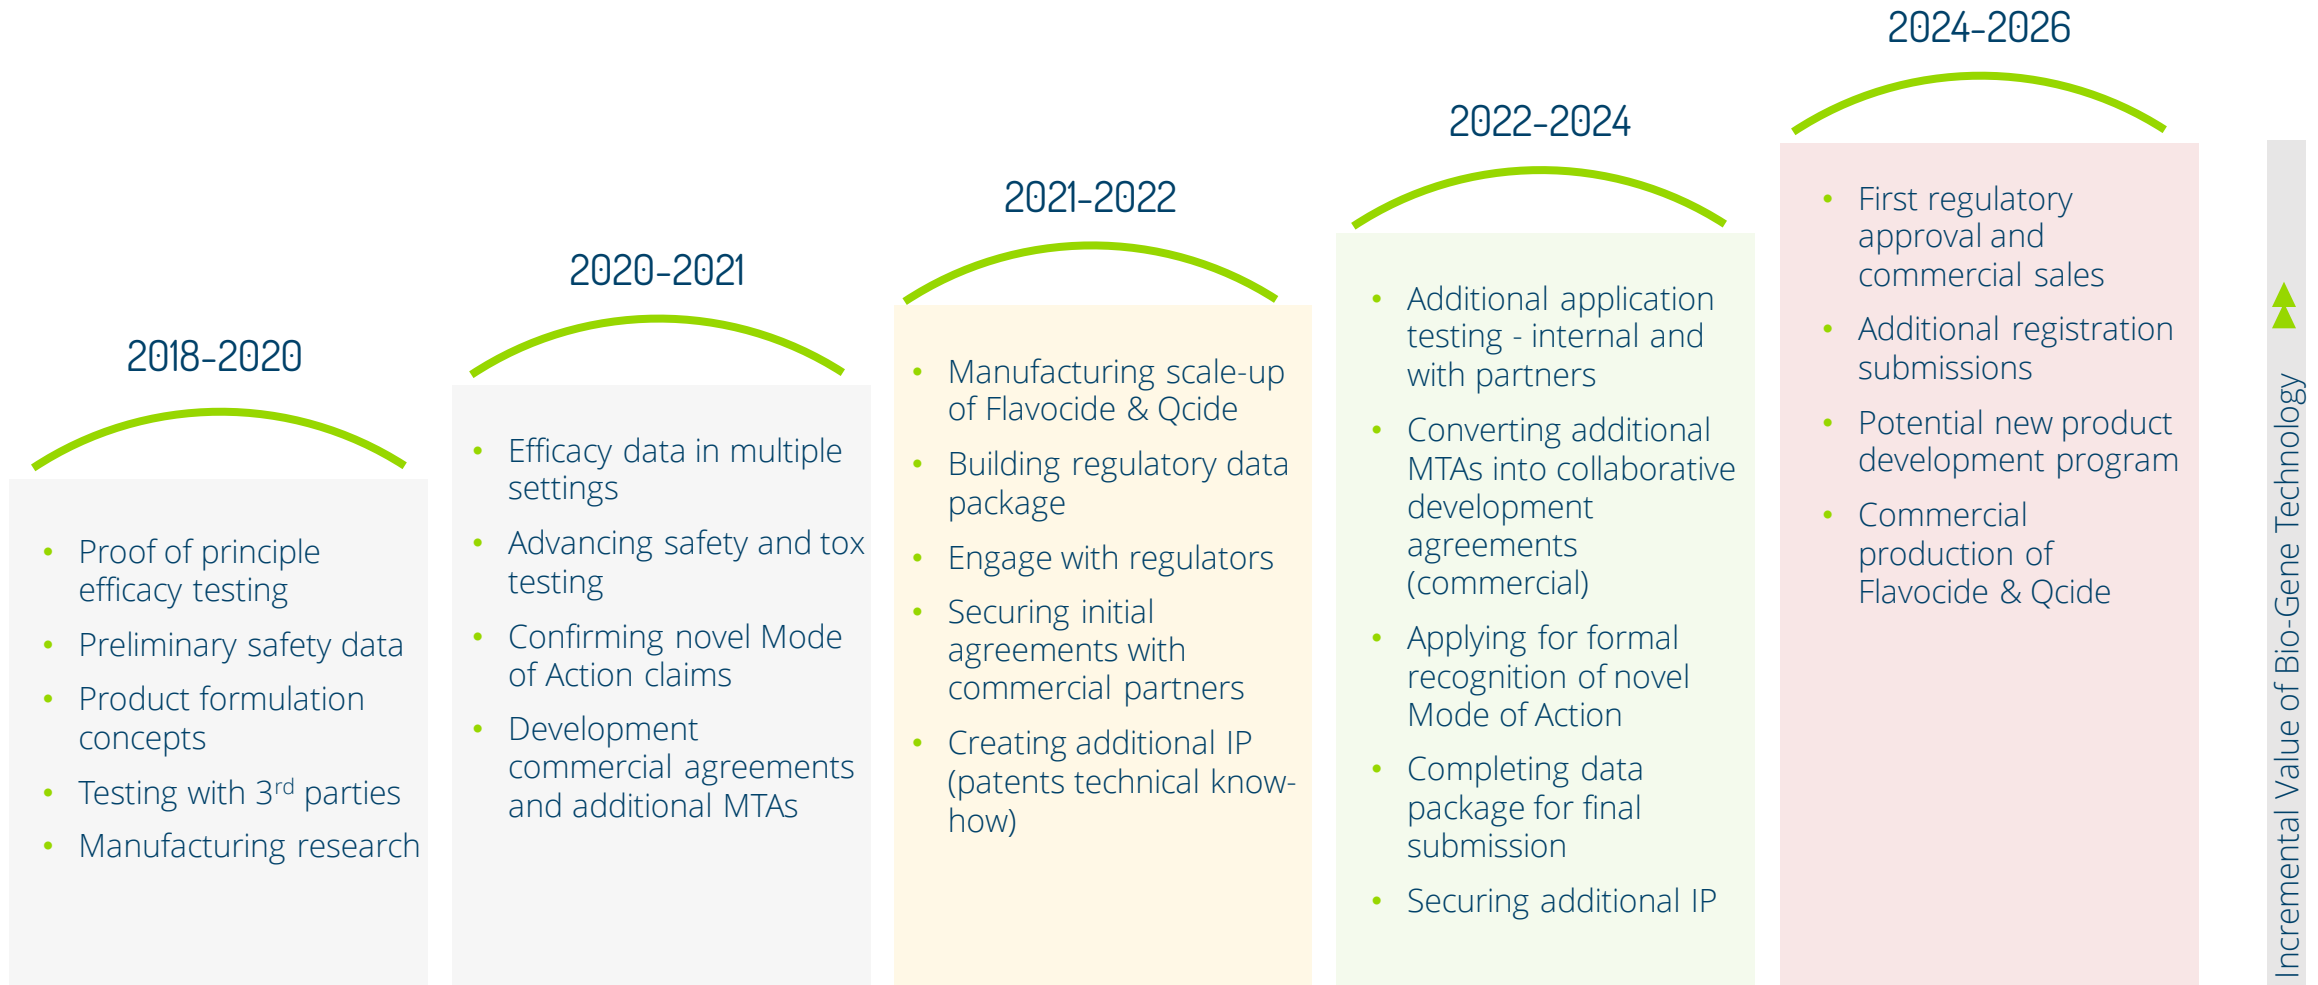 2018-2020
• Proof of principle
efficacy testing
• Preliminary safety data
• Product formulation
concepts
• Testing with 3rd parties
• Manufacturing research
2020-2021
• Efficacy data in multiple
settings
• Advancing safety and tox
testing
• Confirming novel Mode
of Action claims
• Development
commercial agreements
and additional MTAs
2021-2022
• Manufacturing scale-up
of Flavocide & Qcide
• Building regulatory data
package
• Engage with regulators
• Securing initial
agreements with
commercial partners
• Creating additional IP
(patents technical know-
how)
2022-2024
• Additional application
testing - internal and
with partners
• Converting additional
MTAs into collaborative
development
agreements
(commercial)
• Applying for formal
recognition of novel
Mode of Action
• Completing data
package for final
submission
• Securing additional IP
2024-2026
• First regulatory
approval and
commercial sales
• Additional registration
submissions
• Potential new product
development program
• Commercial
production of
Flavocide & Qcide
Incremental Value of Bio-Gene Technology